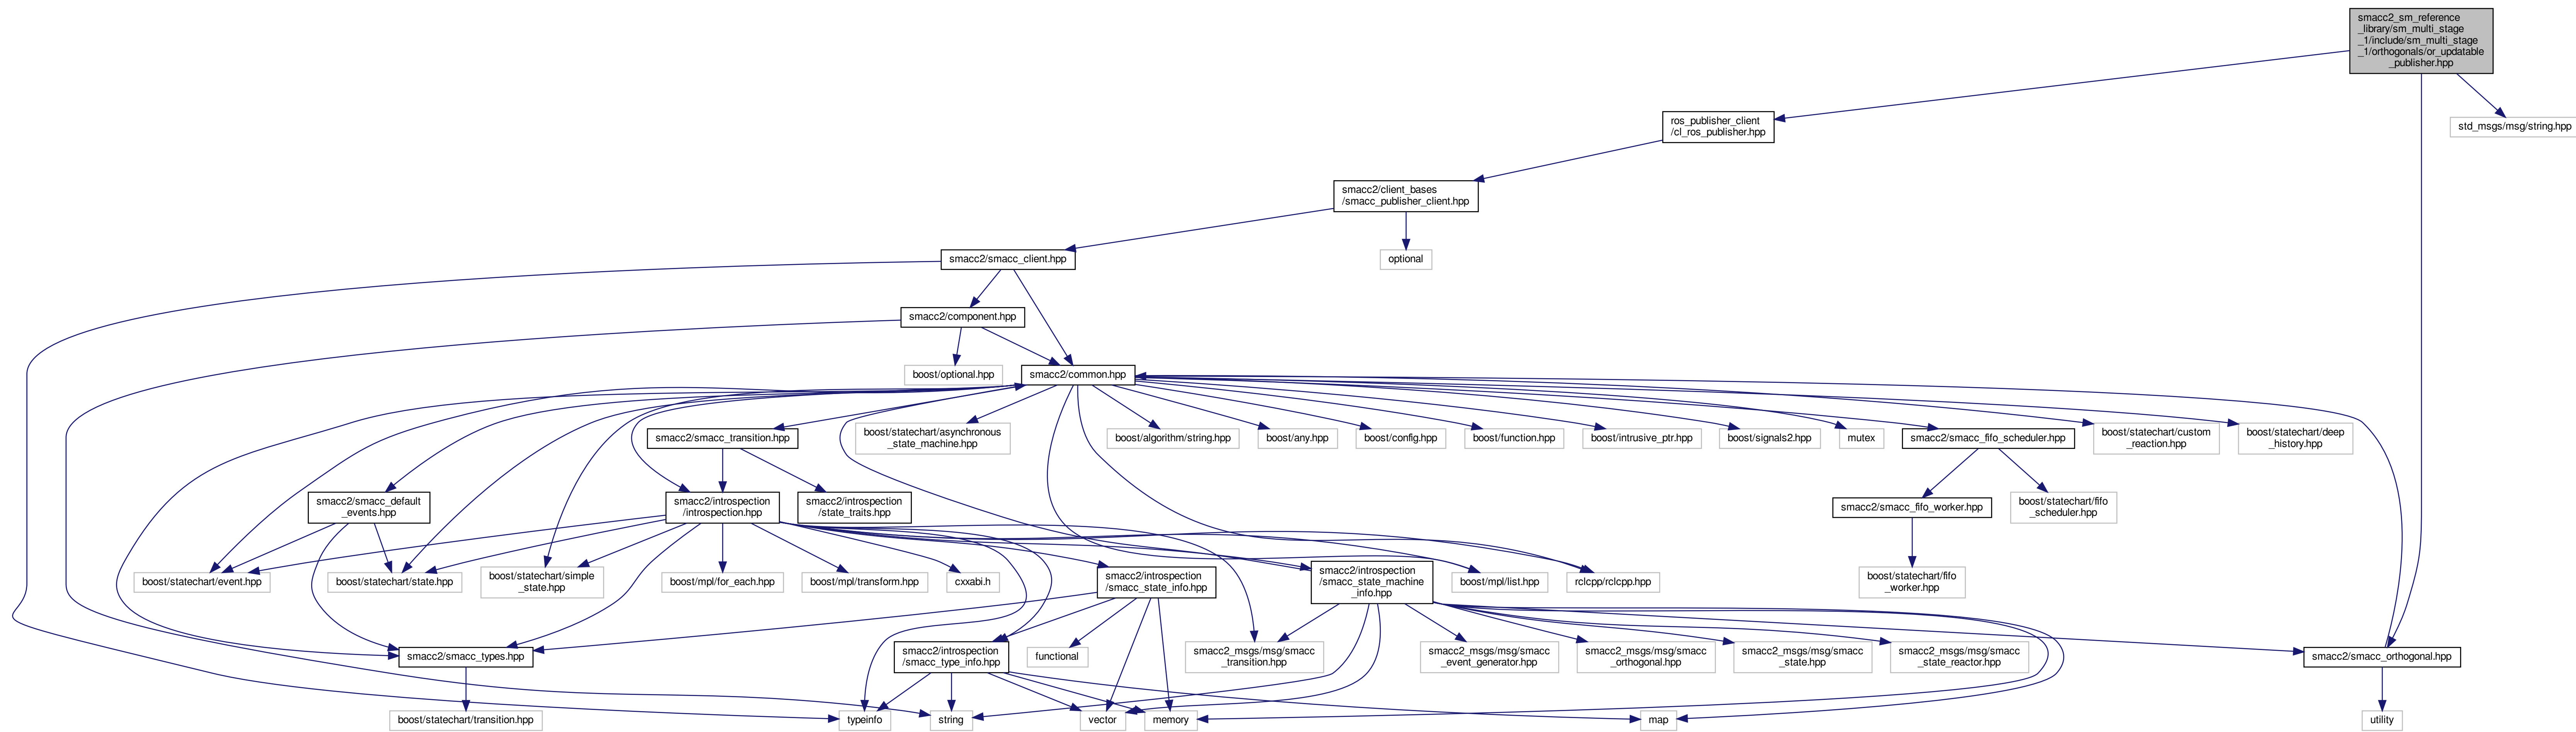 smacc2_sm_reference
_library/sm_multi_stage
_1/include/sm_multi_stage
_1/orthogonals/or_updatable
_publisher.hpp
ros_publisher_client
/cl_ros_publisher.hpp
std_msgs/msg/string.hpp
smacc2/client_bases
/smacc_publisher_client.hpp
smacc2/smacc_client.hpp
optional
smacc2/component.hpp
boost/optional.hpp
smacc2/common.hpp
smacc2/smacc_transition.hpp
boost/statechart/asynchronous
_state_machine.hpp
boost/algorithm/string.hpp
boost/any.hpp
boost/config.hpp
boost/function.hpp
boost/intrusive_ptr.hpp
boost/signals2.hpp
mutex
smacc2/smacc_fifo_scheduler.hpp
boost/statechart/custom
_reaction.hpp
boost/statechart/deep
_history.hpp
smacc2/smacc_default
_events.hpp
smacc2/introspection
/introspection.hpp
smacc2/introspection
/state_traits.hpp
smacc2/smacc_fifo_worker.hpp
boost/statechart/fifo
_scheduler.hpp
boost/statechart/event.hpp
boost/statechart/state.hpp
boost/statechart/simple
_state.hpp
boost/mpl/for_each.hpp
boost/mpl/transform.hpp
cxxabi.h
smacc2/introspection
/smacc_state_info.hpp
smacc2/introspection
/smacc_state_machine
_info.hpp
boost/mpl/list.hpp
rclcpp/rclcpp.hpp
boost/statechart/fifo
_worker.hpp
smacc2/smacc_types.hpp
smacc2/introspection
/smacc_type_info.hpp
functional
smacc2_msgs/msg/smacc
_transition.hpp
smacc2_msgs/msg/smacc
_event_generator.hpp
smacc2_msgs/msg/smacc
_orthogonal.hpp
smacc2_msgs/msg/smacc
_state.hpp
smacc2_msgs/msg/smacc
_state_reactor.hpp
smacc2/smacc_orthogonal.hpp
boost/statechart/transition.hpp
typeinfo
string
vector
memory
map
utility